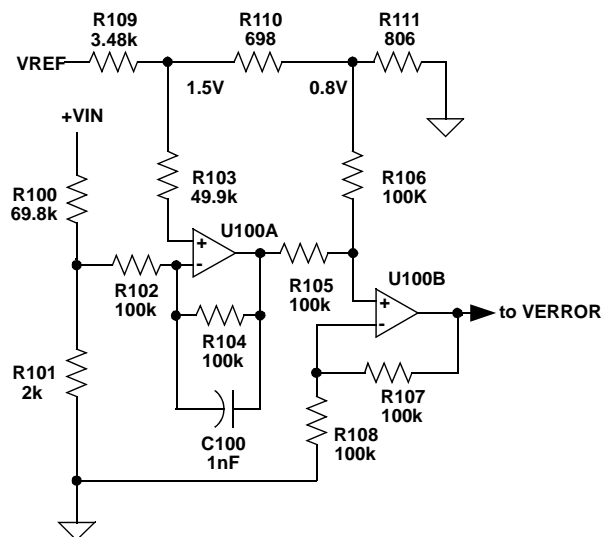 R109
3.48k
R110
698
R111
806
VREF
1.5V
0.8V
+VIN
R100
69.8k
R103
49.9k
R106
100K
U100A
+
-
R102
100k
R105
100k
U100B
+
-
to VERROR
R104
100k
R101
2k
R107
100k
C100
1nF
R108
100k